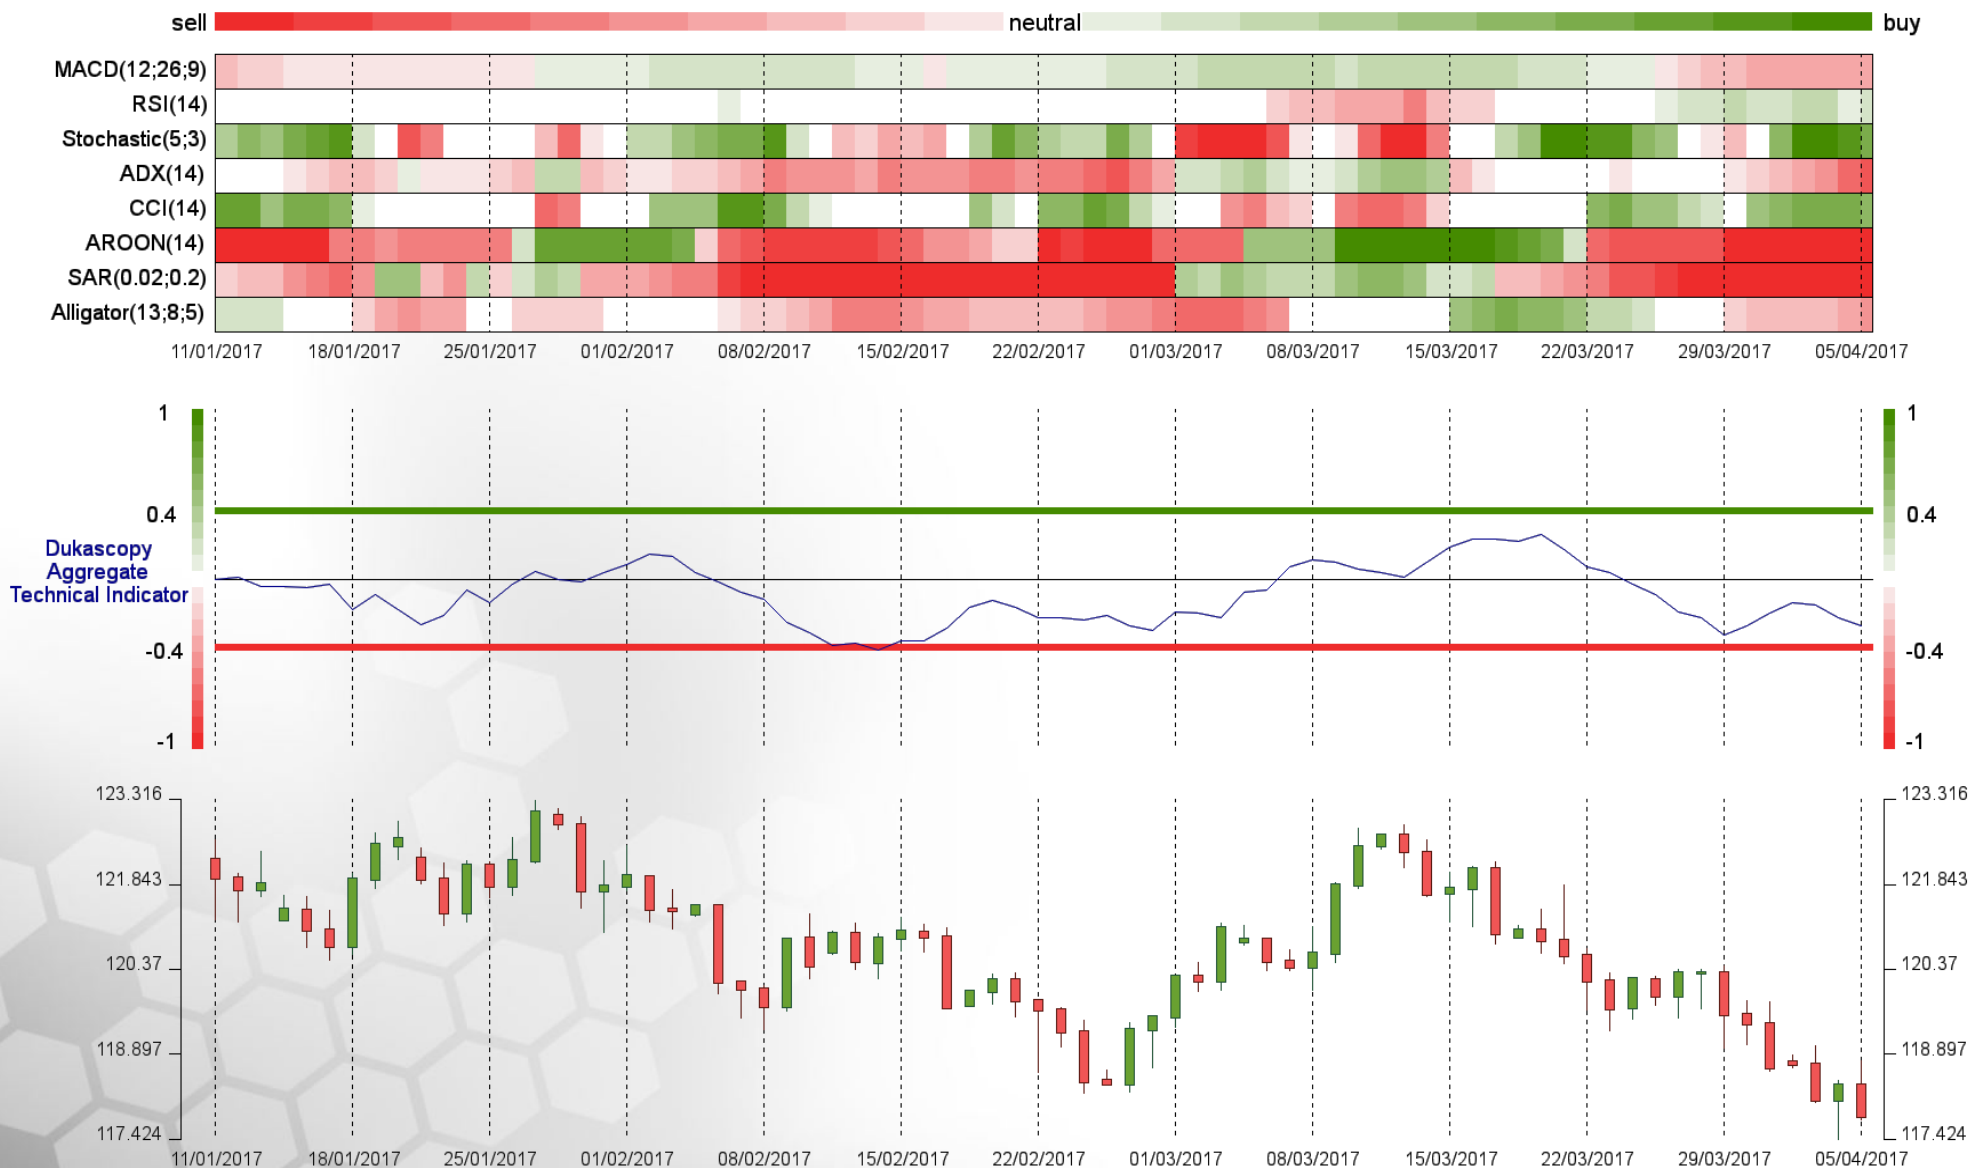 sell neutral buy
MACD(12;26;9)
RSI(14)
Stochastic(5;3)
ADX(14)
CCI(14)
AROON(14)
SAR(0.02;0.2)
Alligator(13;8;5)
11/01/2017 18/01/2017 25/01/2017 01/02/2017 08/02/2017 15/02/2017 22/02/2017 01/03/2017 08/03/2017 15/03/2017 22/03/2017 29/03/2017 05/04/2017
1 1
0.4 0.4
Dukascopy
Aggregate
Technical Indicator
-0.4 -0.4
-1 -1
123.316 123.316
121.843 121.843
120.37 120.37
118.897 118.897
117.424 117.424
11/01/2017 18/01/2017 25/01/2017 01/02/2017 08/02/2017 15/02/2017 22/02/2017 01/03/2017 08/03/2017 15/03/2017 22/03/2017 29/03/2017 05/04/2017